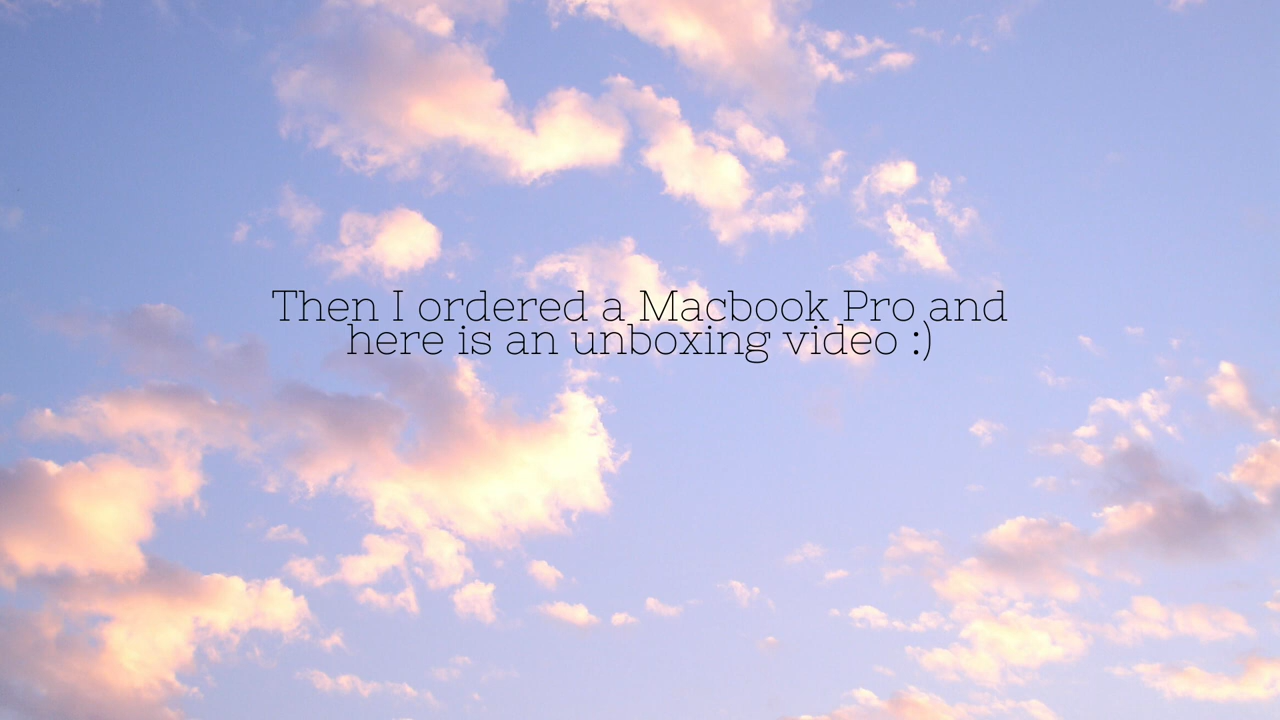 Then I ordered a Macbook Pro and
here is an unboxing video :)